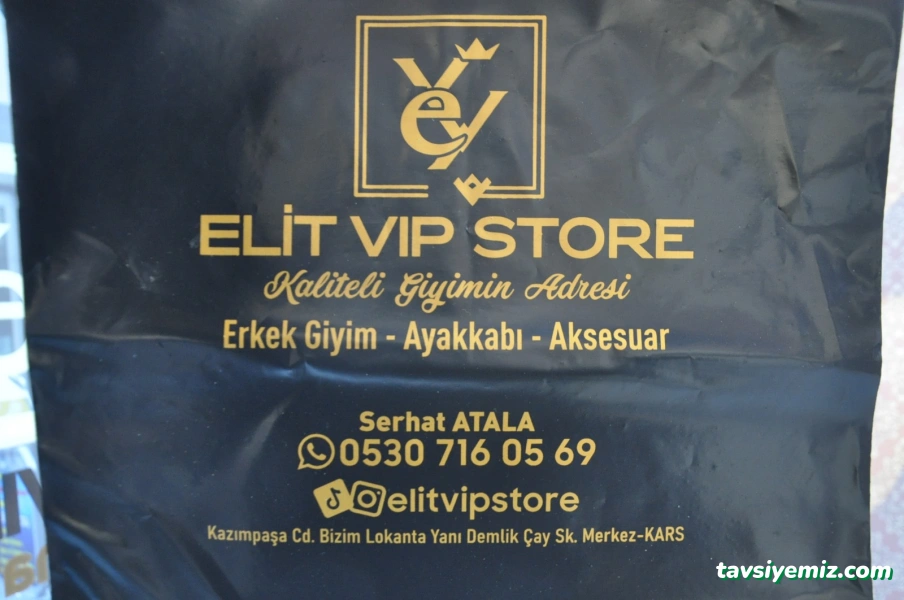 ELİT VIP STORE
Kaliteli Giyimin Adresi
Erkek Giyim - Ayakkabı - Aksesuar
Serhat ATALA
0530 716 05 69
elitvipstore
Kazımpaşa Cd. Bizim Lokanta Yanı Demlik Çay Sk. Merkez-KARS
tavsiyemiz.com